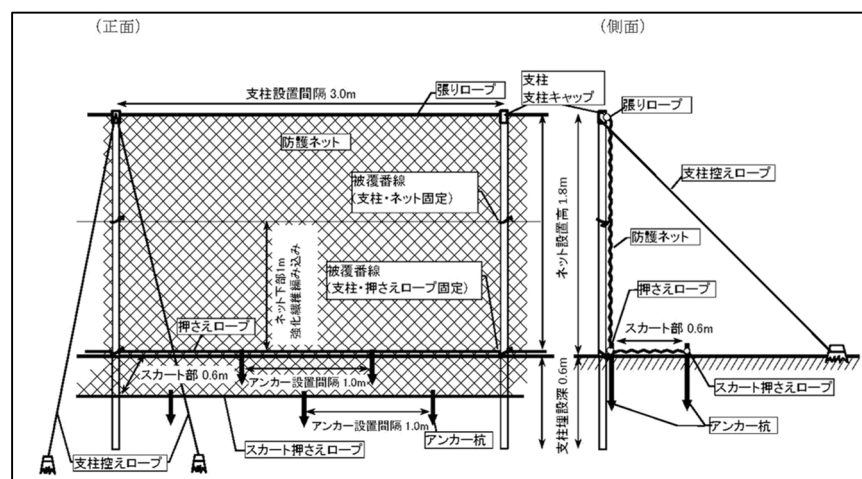 (正面)
(側面)
支柱設置間隔 3.0m
張りロープ
支柱
支柱キャップ
張りロープ
防護ネット
支柱控えロープ
被覆番線
(支柱・ネット固定)
ネット設置高 1.8m
防護ネット
ネット下部1m
強化繊維編み込み
被覆番線
(支柱・押さえロープ固定)
押さえロープ
押さえロープ
スカート部 0.6m
スカート部 0.6m
アンカー設置間隔 1.0m
支柱埋設深 0.6m
スカート押さえロープ
アンカー設置間隔 1.0m
アンカー杭
アンカー杭
支柱控えロープ
スカート押さえロープ